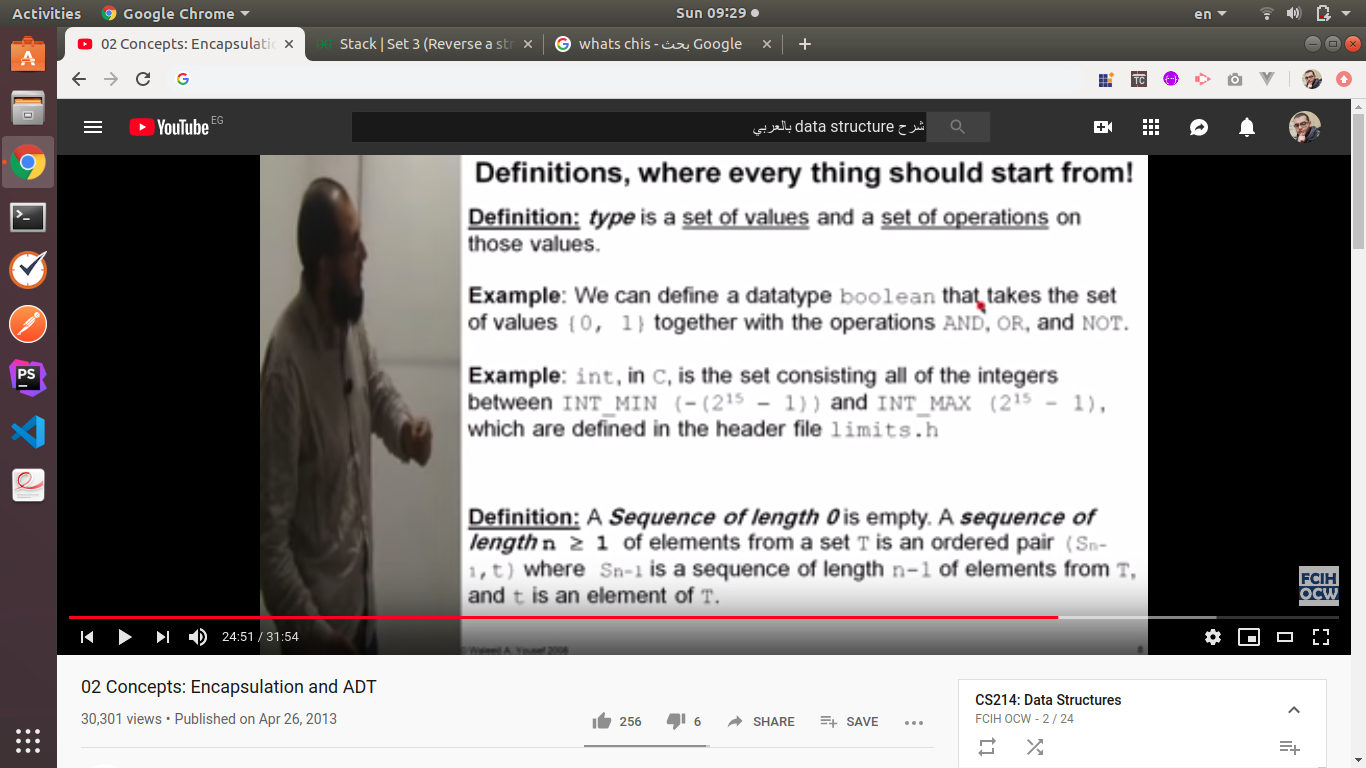 Activities Google Chrome Sun 09:29 en
02 Concepts: Encapsulatio Stack | Set 3 (Reverse a str whats chis - بحث Google
TC
YouTube EG شرح data structure بالعربي
Definitions, where every thing should start from!
Definition: type is a set of values and a set of operations on
those values.
Example: We can define a datatype boolean that takes the set
of values {0, 1} together with the operations AND, OR, and NOT.
Example: int, in C, is the set consisting all of the integers
between INT_MIN (-(2¹⁵ - 1)) and INT_MAX (2¹⁵ - 1),
which are defined in the header file limits.h
Definition: A Sequence of length 0 is empty. A sequence of
length n ≥ 1 of elements from a set T is an ordered pair (Sn-
1,t) where Sn-1 is a sequence of length n-1 of elements from T,
and t is an element of T.
FCIH
OCW
© Waleed A. Yousef 2008 8
24:51 / 31:54
PS
02 Concepts: Encapsulation and ADT
30,301 views • Published on Apr 26, 2013
256 6 SHARE SAVE
CS214: Data Structures
FCIH OCW - 2 / 24